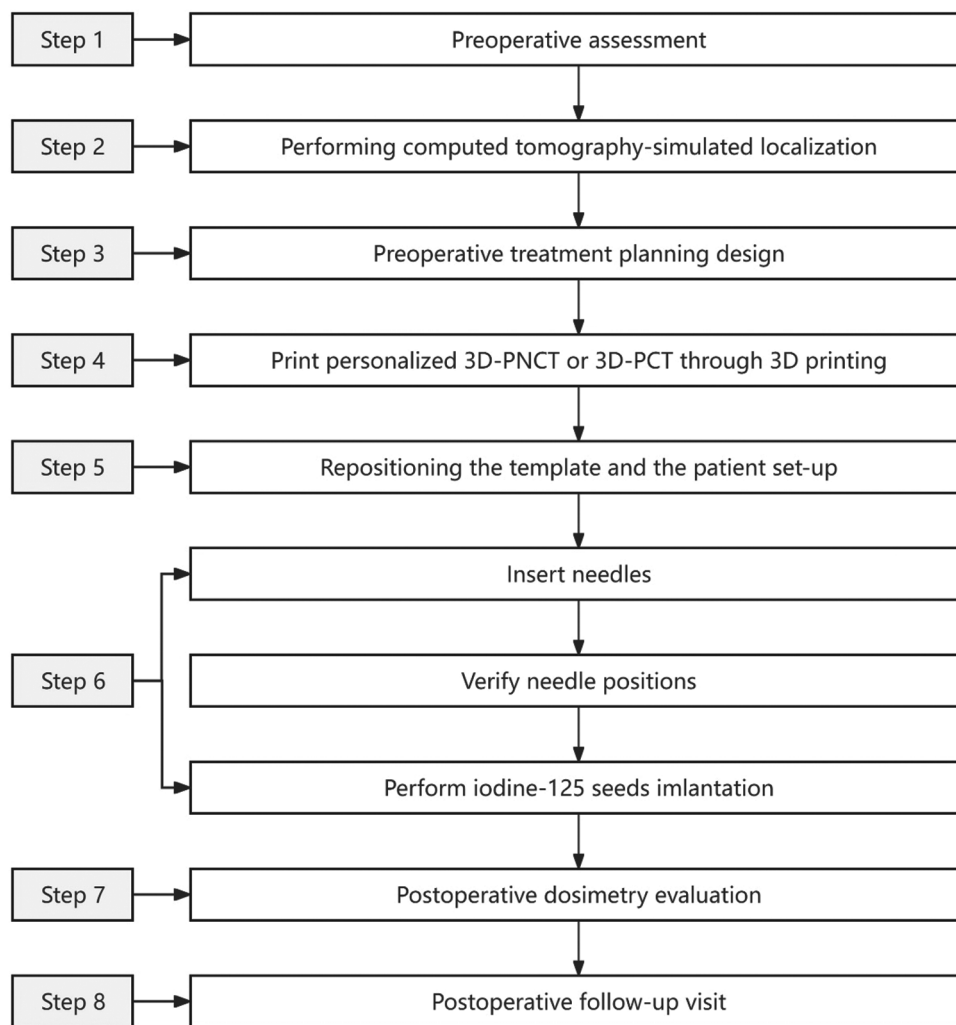 Step 1
Preoperative assessment
Step 2
Performing computed tomography-simulated localization
Step 3
Preoperative treatment planning design
Step 4
Print personalized 3D-PNCT or 3D-PCT through 3D printing
Step 5
Repositioning the template and the patient set-up
Insert needles
Step 6
Verify needle positions
Perform iodine-125 seeds imlantation
Step 7
Postoperative dosimetry evaluation
Step 8
Postoperative follow-up visit